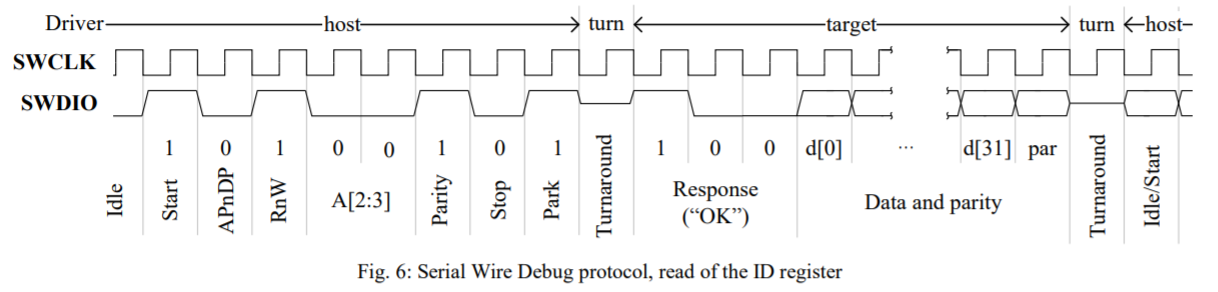 Driver host turn target turn host
SWCLK
SWDIO
1 0 1 0 0 1 0 1 1 0 0 d[0] ... d[31] par
Idle Start APnDP RnW A[2:3] Parity Stop Park Turnaround Response Data and parity Turnaround Idle/Start
("OK")
Fig. 6: Serial Wire Debug protocol, read of the ID register